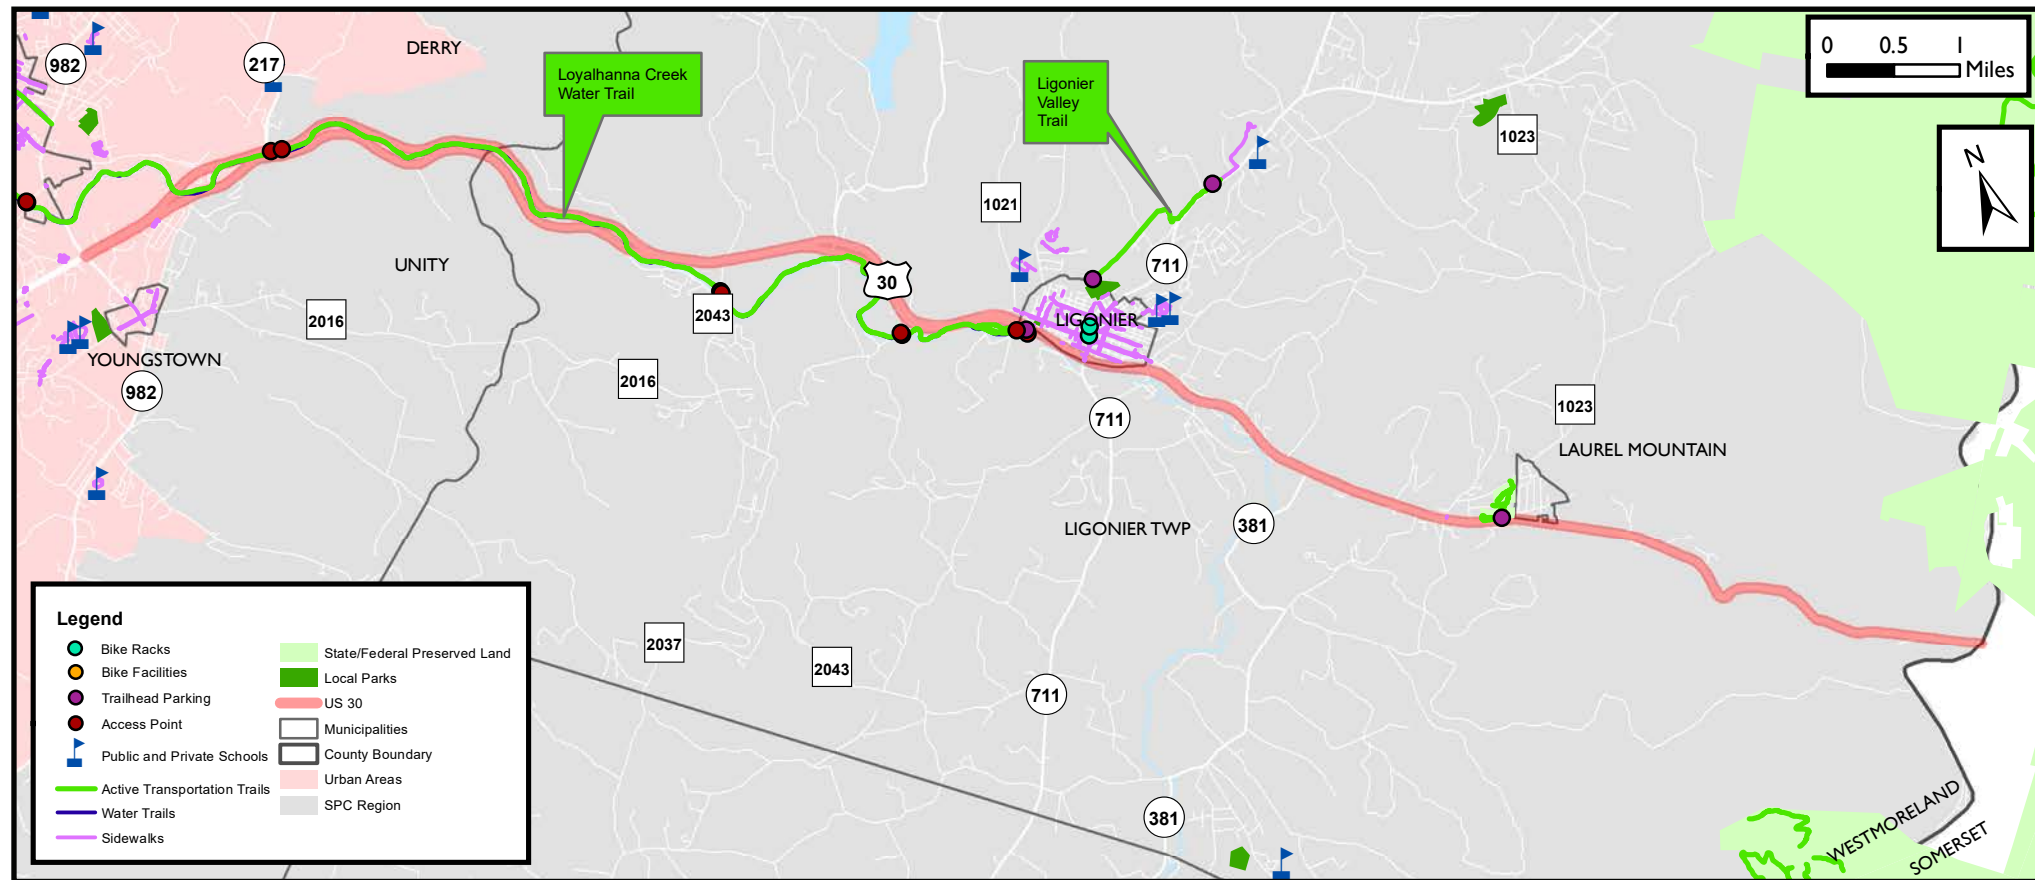 DERRY
982
217
Loyalhanna Creek
Water Trail
Ligonier
Valley
Trail
0 0.5 1
Miles
1023
N
1021
UNITY
711
30
2016
2043
LIGONIER
YOUNGSTOWN
982
2016
711
1023
LAUREL MOUNTAIN
LIGONIER TWP
381
2037
2043
711
381
WESTMORELAND
SOMERSET
Legend
Bike Racks
Bike Facilities
Trailhead Parking
Access Point
Public and Private Schools
Active Transportation Trails
Water Trails
Sidewalks
State/Federal Preserved Land
Local Parks
US 30
Municipalities
County Boundary
Urban Areas
SPC Region